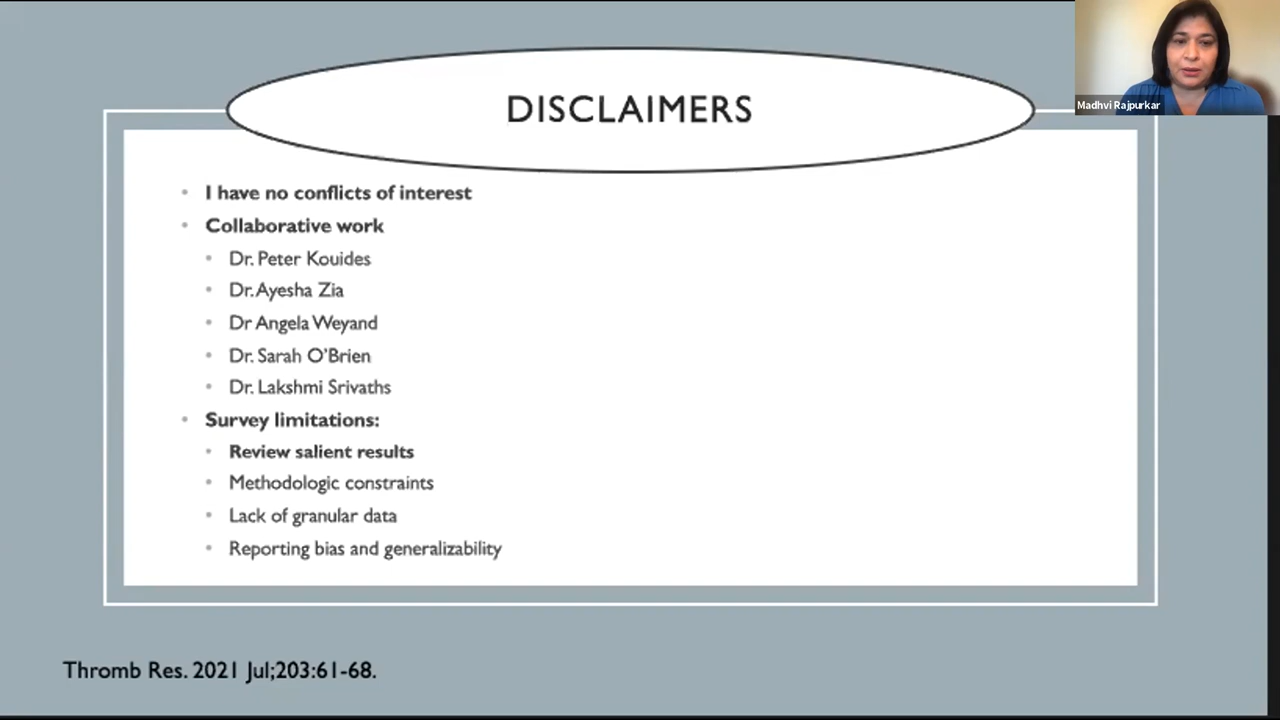 DISCLAIMERS
Madhvi Rajpurkar
• I have no conflicts of interest
• Collaborative work
• Dr. Peter Kouides
• Dr. Ayesha Zia
• Dr Angela Weyand
• Dr. Sarah O'Brien
• Dr. Lakshmi Srivaths
• Survey limitations:
• Review salient results
• Methodologic constraints
• Lack of granular data
• Reporting bias and generalizability
Thromb Res. 2021 Jul;203:61-68.